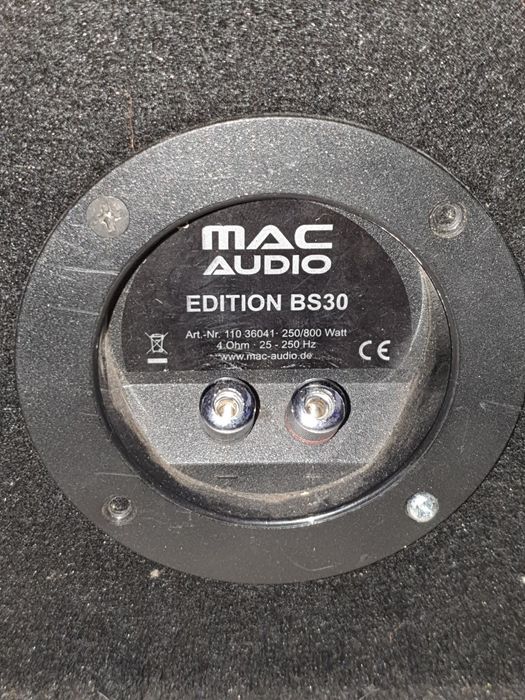 mac
AUDIO
EDITION BS30
Art.-Nr. 110 36041· 250/800 Watt
4 Ohm · 25 - 250 Hz
www.mac-audio.de
CE